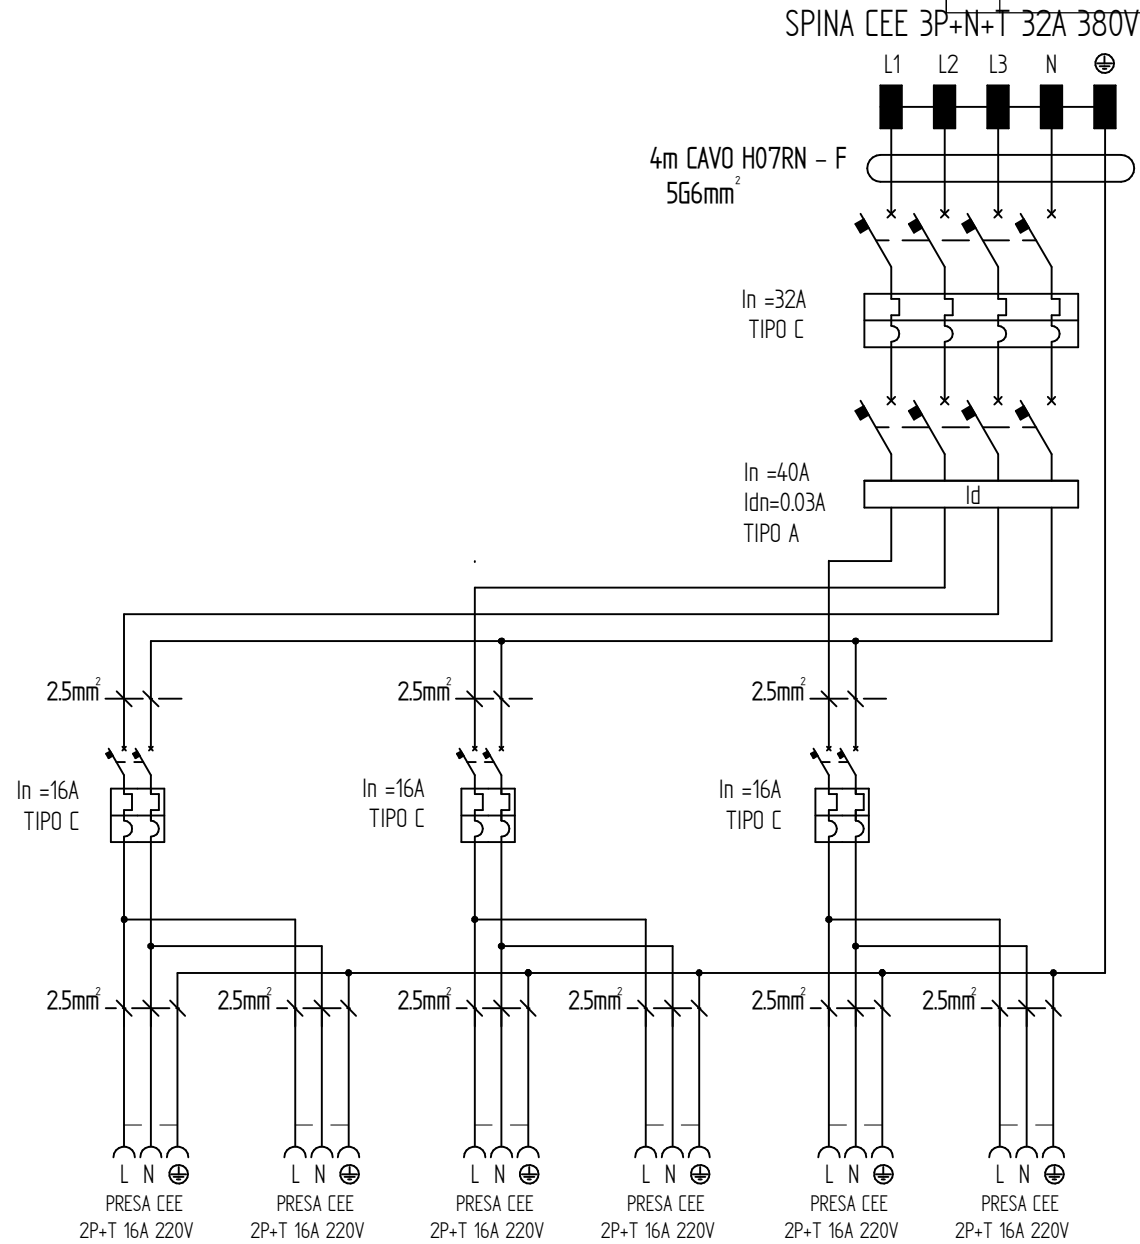 SPINA CEE 3P+N+T 32A 380V
L1 L2 L3 N
4m CAVO H07RN - F
5G6mm²
In =32A
TIPO C
In =40A
Idn=0.03A
TIPO A
Id
2.5mm² 2.5mm² 2.5mm²
In =16A In =16A In =16A
TIPO C TIPO C TIPO C
2.5mm² 2.5mm² 2.5mm² 2.5mm² 2.5mm² 2.5mm²
L N L N L N L N L N L N
PRESA CEE PRESA CEE PRESA CEE PRESA CEE PRESA CEE PRESA CEE
2P+T 16A 220V 2P+T 16A 220V 2P+T 16A 220V 2P+T 16A 220V 2P+T 16A 220V 2P+T 16A 220V